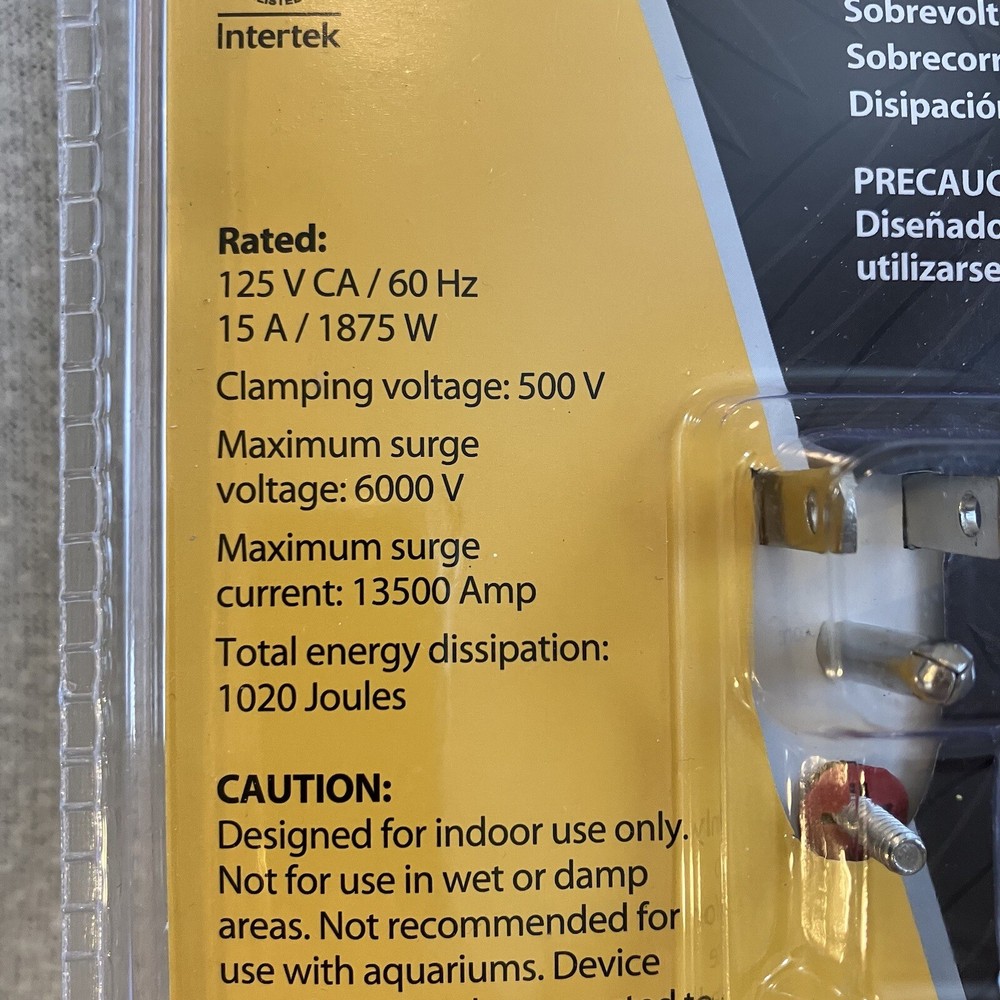 LISTED
Intertek
Rated:
125 V CA / 60 Hz
15 A / 1875 W
Clamping voltage: 500 V
Maximum surge
voltage: 6000 V
Maximum surge
current: 13500 Amp
Total energy dissipation:
1020 Joules
CAUTION:
Designed for indoor use only.
Not for use in wet or damp
areas. Not recommended for
use with aquariums. Device
Sobrevolt
Sobrecorr
Disipació
PRECAUC
Diseñado
utilizarse